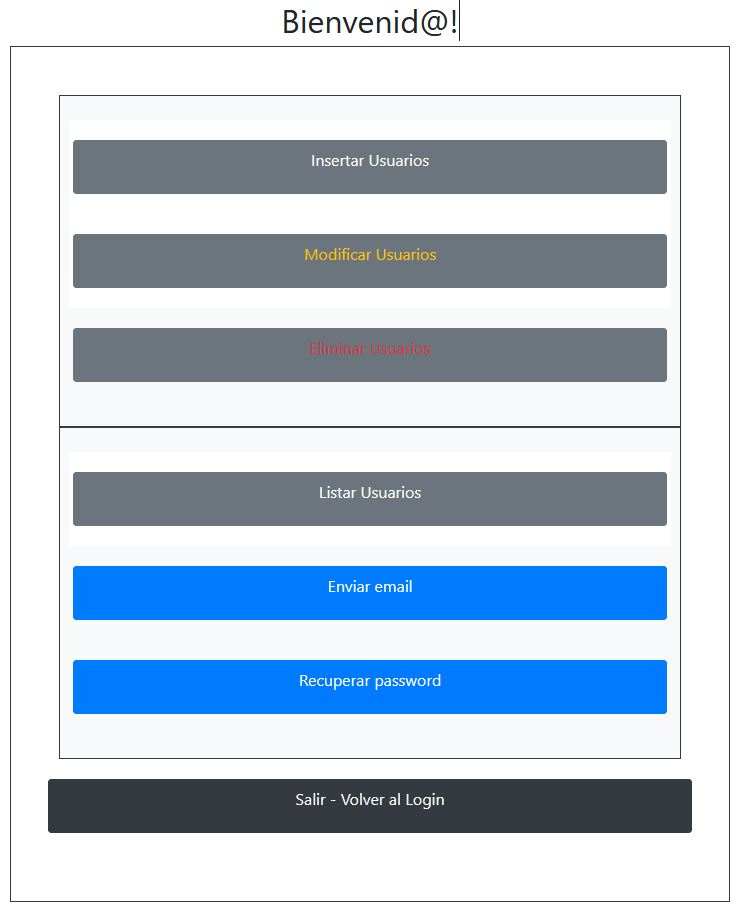 Bienvenid@!
Insertar Usuarios
Modificar Usuarios
Eliminar Usuarios
Listar Usuarios
Enviar email
Recuperar password
Salir - Volver al Login